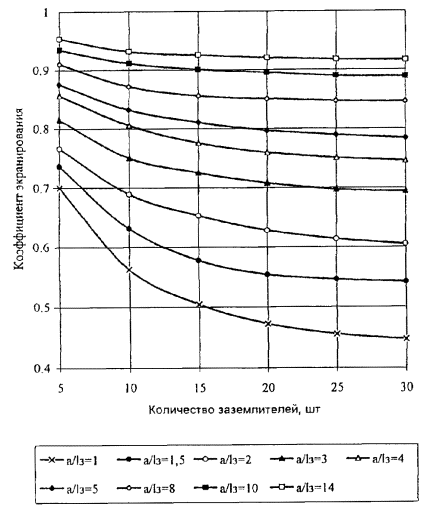 1
0.9
0.8
0.7
0.6
0.5
0.4
Коэффициент экранирования
5 10 15 20 25 30
Количество заземлителей, шт
a/lз=1 a/lз=1,5 a/lз=2 a/lз=3 a/lз=4
a/lз=5 a/lз=8 a/lз=10 a/lз=14